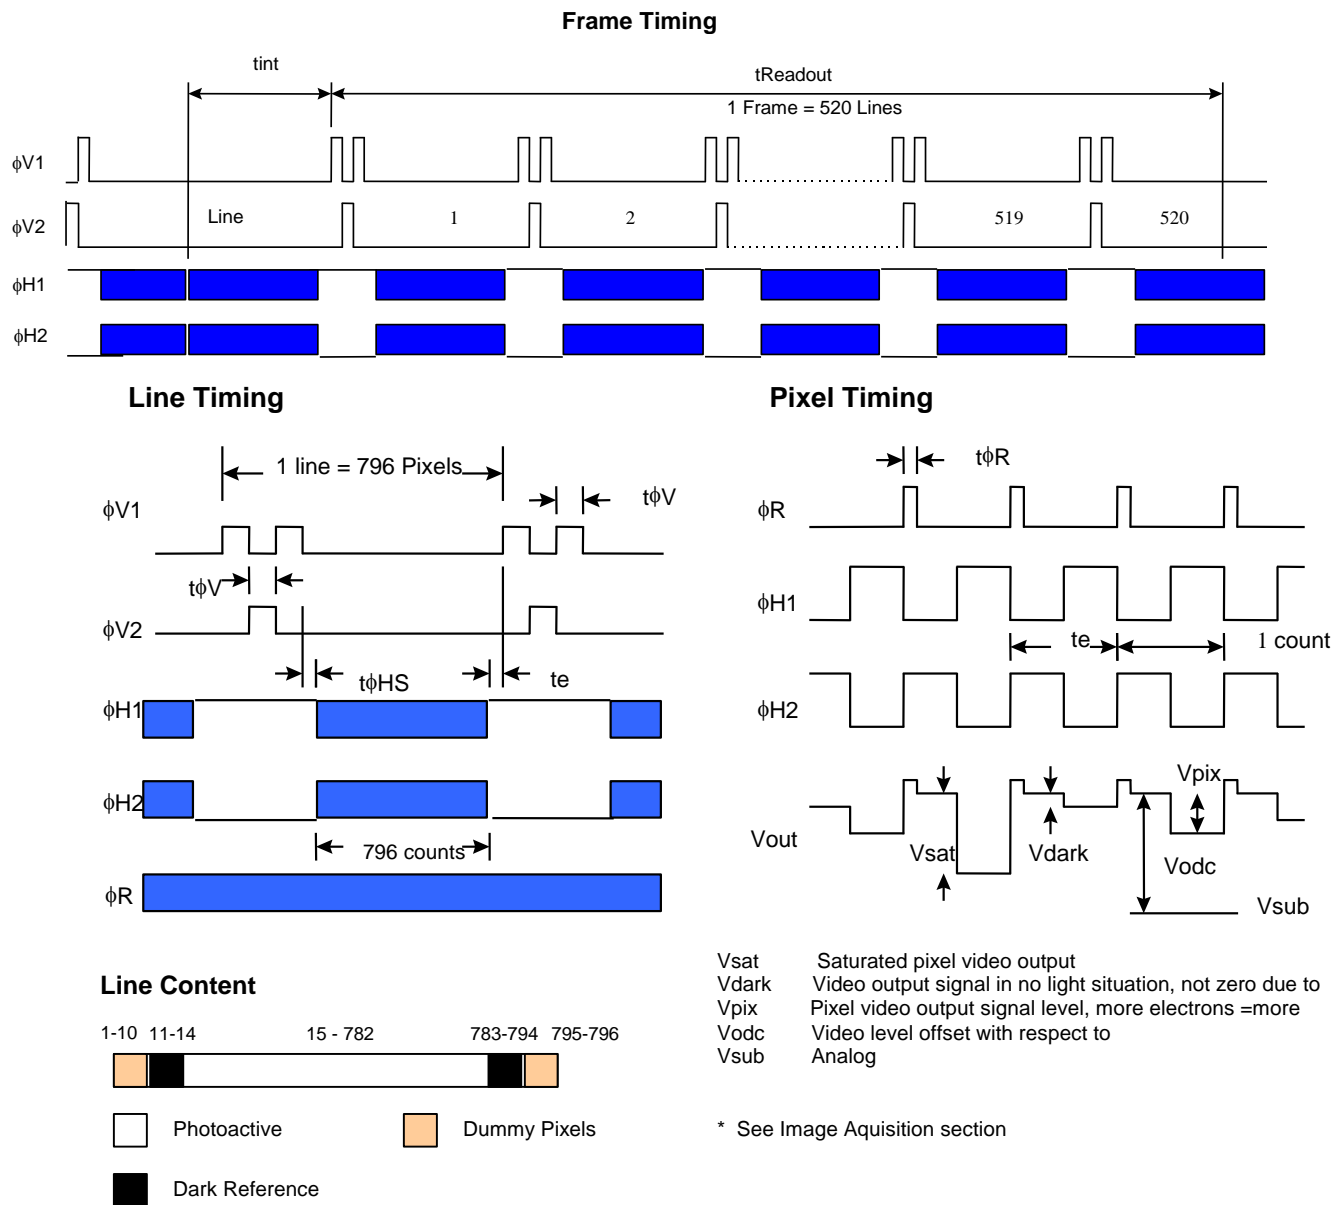 Frame Timing
tint
tReadout
1 Frame = 520 Lines
ϕV1
ϕV2
Line
1
2
519
520
ϕH1
ϕH2
Line Timing
1 line = 796 Pixels
tϕV
ϕV1
tϕV
ϕV2
tϕHS
te
ϕH1
ϕH2
796 counts
ϕR
Pixel Timing
tϕR
ϕR
ϕH1
te
1 count
ϕH2
Vpix
Vout
Vsat
Vdark
Vodc
Vsub
Vsat Saturated pixel video output
Vdark Video output signal in no light situation, not zero due to
Vpix Pixel video output signal level, more electrons =more
Vodc Video level offset with respect to
Vsub Analog
Line Content
1-10 11-14 15 - 782 783-794 795-796
Photoactive
Dummy Pixels
Dark Reference
* See Image Aquisition section